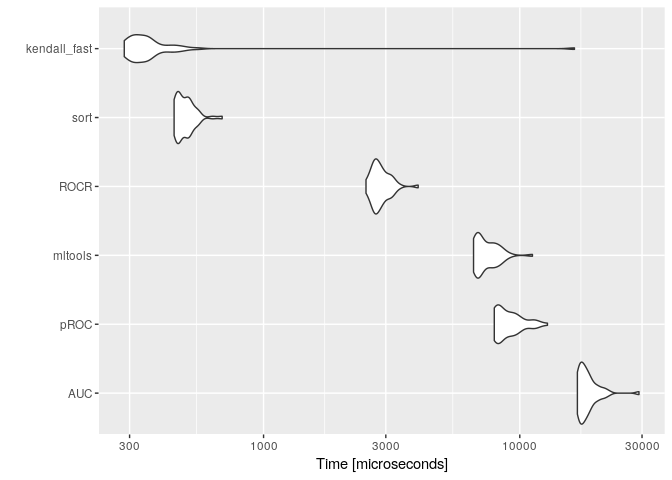 kendall_fast
sort
ROCR
mltools
pROC
AUC
300 1000 3000 10000 30000
Time [microseconds]